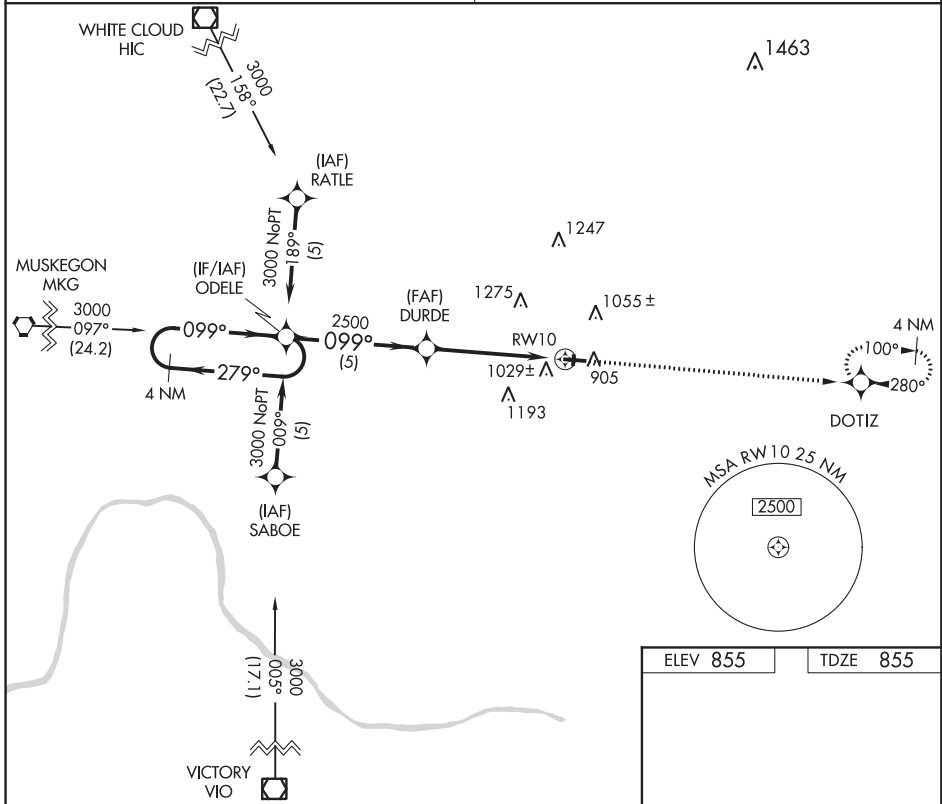 WHITE CLOUD
HIC
3000
158°
(22.7)
1463
(IAF)
RATLE
3000 NoPT
189°
(5)
1247
MUSKEGON
MKG
3000
097°
(24.2)
(IF/IAF)
ODELE
099°
279°
4 NM
2500
099°
(5)
(FAF)
DURDE
1275
1055 ±
RW10
1029±
905
1193
4 NM
100°
280°
DOTIZ
3000 NoPT
009°
(5)
(IAF)
SABOE
MSA RW10 25 NM
2500
3000
005°
(17.1)
VICTORY
VIO
ELEV 855
TDZE 855